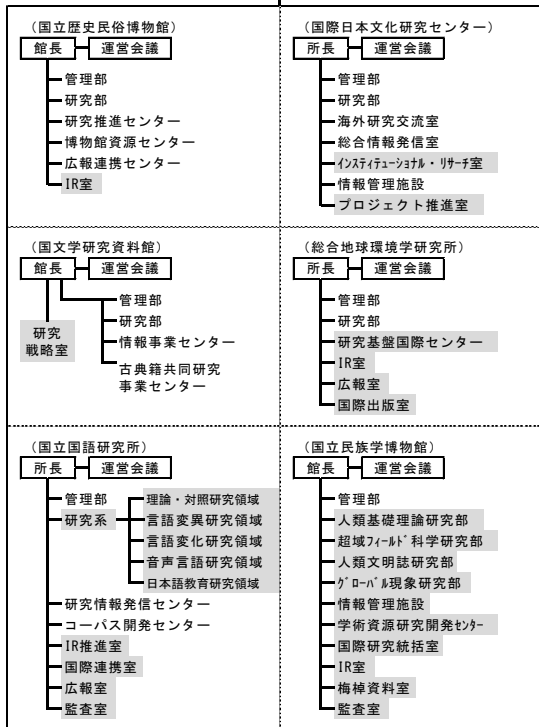 (国立歴史民俗博物館)
館長 運営会議
管理部
研究部
研究推進センター
博物館資源センター
広報連携センター
IR室
(国際日本文化研究センター)
所長 運営会議
管理部
研究部
海外研究交流室
総合情報発信室
インスティテューショナル・リサーチ室
情報管理施設
プロジェクト推進室
(国文学研究資料館)
館長 運営会議
研究
戦略室
管理部
研究部
情報事業センター
古典籍共同研究
事業センター
(総合地球環境学研究所)
所長 運営会議
管理部
研究部
研究基盤国際センター
IR室
広報室
国際出版室
(国立国語研究所)
所長 運営会議
管理部
研究系
理論・対照研究領域
言語変異研究領域
言語変化研究領域
音声言語研究領域
日本語教育研究領域
研究情報発信センター
コーパス開発センター
IR推進室
国際連携室
広報室
監査室
(国立民族学博物館)
館長 運営会議
管理部
人類基礎理論研究部
超域フィールド科学研究部
人類文明誌研究部
グローバル現象研究部
情報管理施設
学術資源研究開発センター
国際研究統括室
IR室
梅棹資料室
監査室